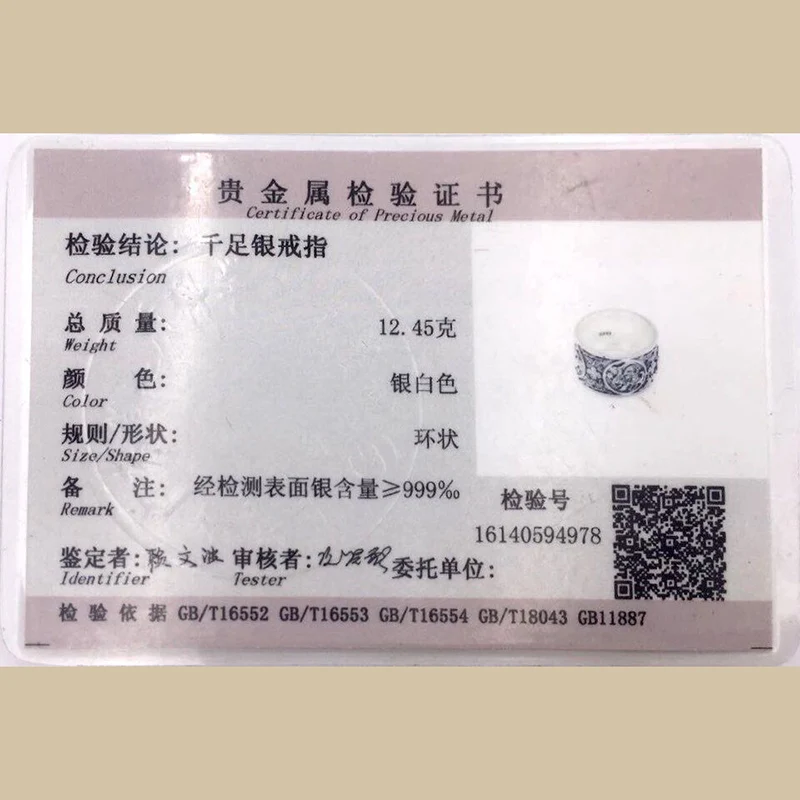 贵金属检验证书
Certificate of Precious Metal
检验结论: 千足银戒指
Conclusion
总质量: 12.45克
Weight
颜色: 银白色
Color
规则/形状: 环状
Size/Shape
备注: 经检测表面银含量≥999‰
Remark
检验号
16140594978
鉴定者: 审核者: 委托单位:
Identifier Tester
检验依据 GB/T16552 GB/T16553 GB/T16554 GB/T18043 GB11887